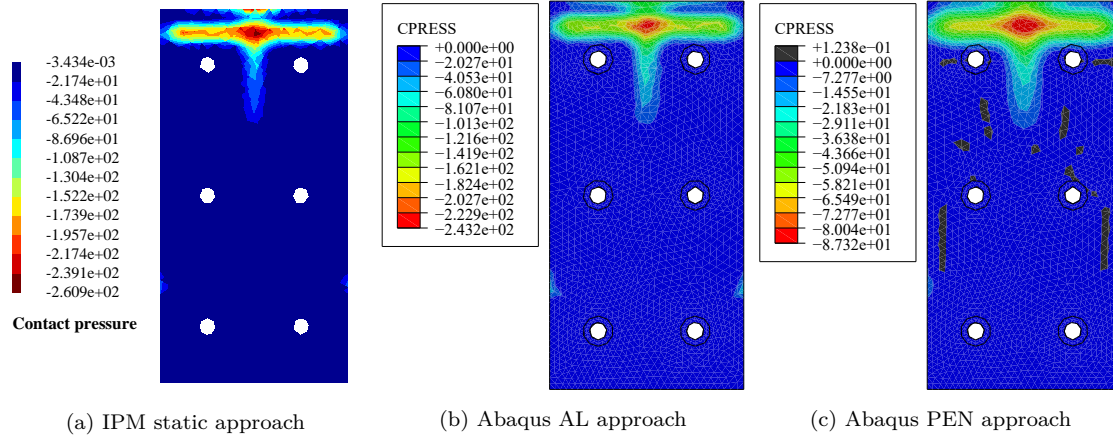 -3.434e-03
-2.174e+01
-4.348e+01
-6.522e+01
-8.696e+01
-1.087e+02
-1.304e+02
-1.522e+02
-1.739e+02
-1.957e+02
-2.174e+02
-2.391e+02
-2.609e+02
Contact pressure
(a) IPM static approach
CPRESS
+0.000e+00
−2.027e+01
−4.053e+01
−6.080e+01
−8.107e+01
−1.013e+02
−1.216e+02
−1.419e+02
−1.621e+02
−1.824e+02
−2.027e+02
−2.229e+02
−2.432e+02
(b) Abaqus AL approach
CPRESS
+1.238e−01
+0.000e+00
−7.277e+00
−1.455e+01
−2.183e+01
−2.911e+01
−3.638e+01
−4.366e+01
−5.094e+01
−5.821e+01
−6.549e+01
−7.277e+01
−8.004e+01
−8.732e+01
(c) Abaqus PEN approach